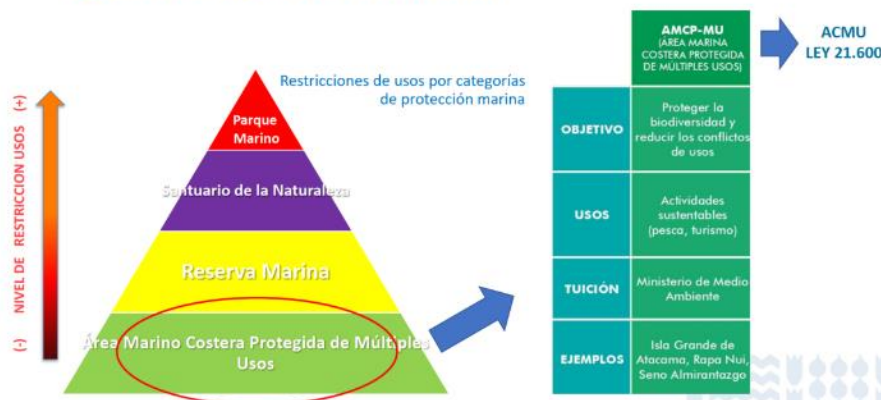 Restricciones de usos por categorías
de protección marina
NIVEL DE RESTRICCION USOS (+)
(-)
Parque
Marino
Santuario de la Naturaleza
Reserva Marina
Área Marino Costera Protegida de Múltiples
Usos
AMCP-MU
(ÁREA MARINA
COSTERA PROTEGIDA
DE MÚLTIPLES USOS)
ACMU
LEY 21.600
OBJETIVO
Proteger la
biodiversidad y
reducir los conflictos
de usos
USOS
Actividades
sustentables
(pesca, turismo)
TUICIÓN
Ministerio de Medio
Ambiente
EJEMPLOS
Isla Grande de
Atacama, Rapa Nui,
Seno Almirantazgo